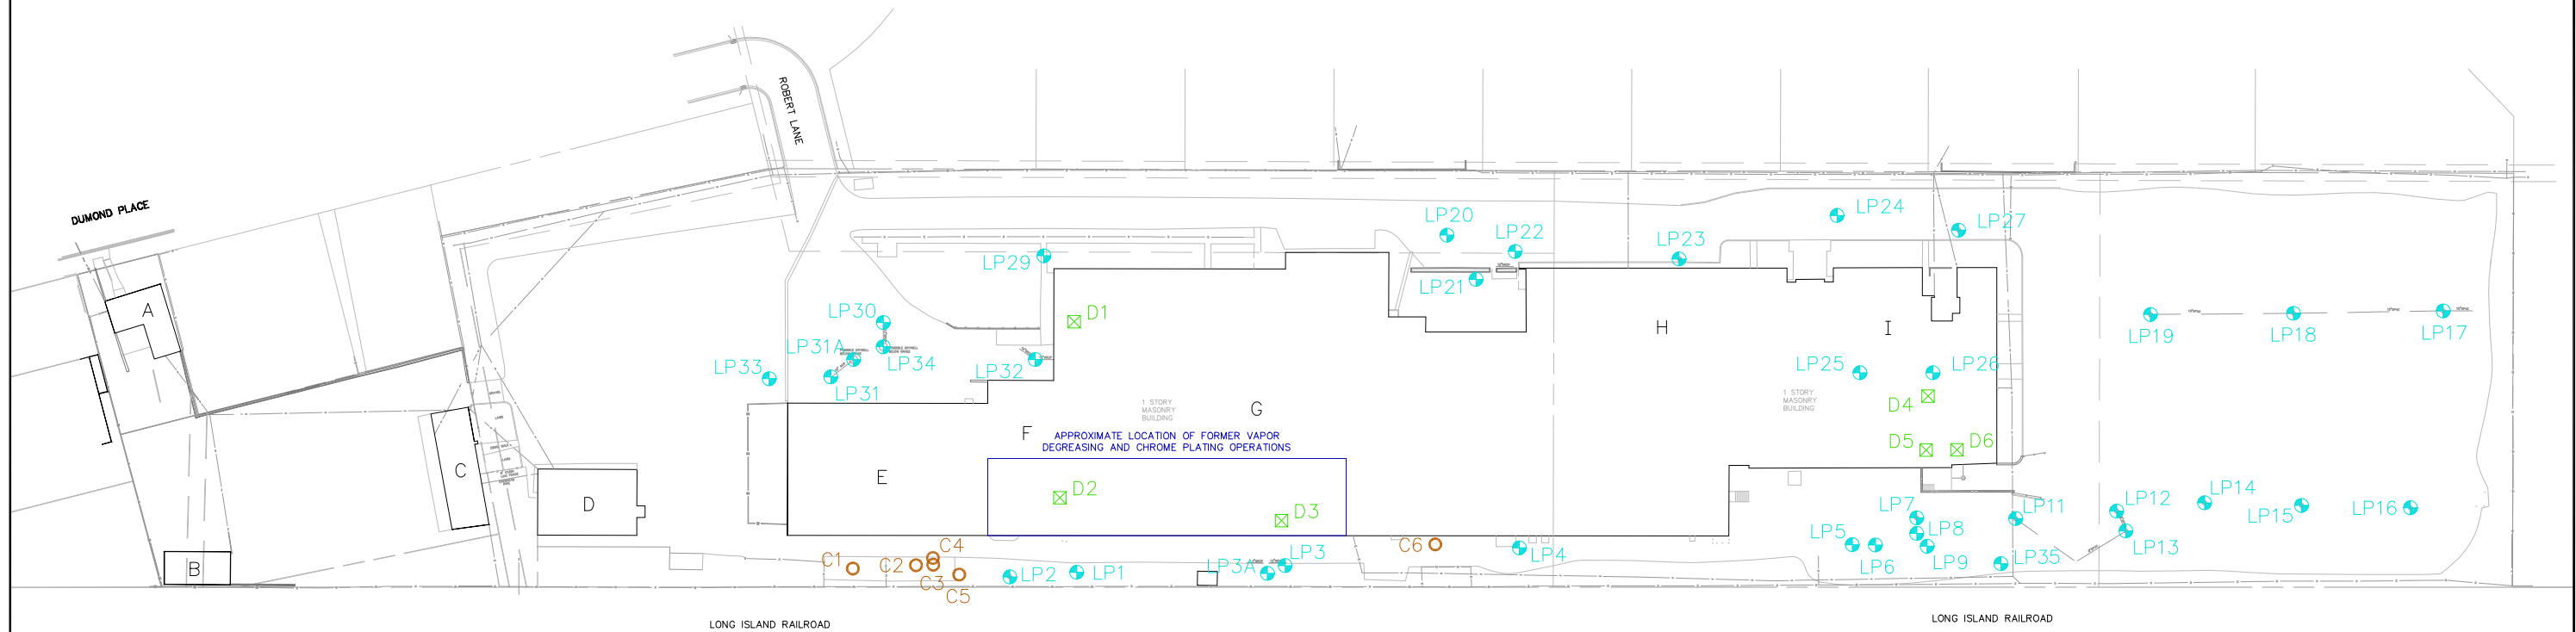 ROBERT LANE
DUMOND PLACE
LP24
LP20
LP27
LP22
LP23
LP29
LP21
A
LP30
D1
H
I
LP19
LP18
LP17
LP31A
LP34
LP33
LP32
LP31
LP25
LP26
1 STORY
MASONRY
BUILDING
G
1 STORY
MASONRY
BUILDING
D4
F
APPROXIMATE LOCATION OF FORMER VAPOR
DEGREASING AND CHROME PLATING OPERATIONS
D5
D6
C
E
D2
D
D3
LP7
LP11
LP12
LP14
LP15
LP16
LP5
LP8
LP13
C4
C6
LP4
LP6
LP9
LP35
B
C1
C2
C3
C5
LP2
LP1
LP3A
LP3
LONG ISLAND RAILROAD
LONG ISLAND RAILROAD